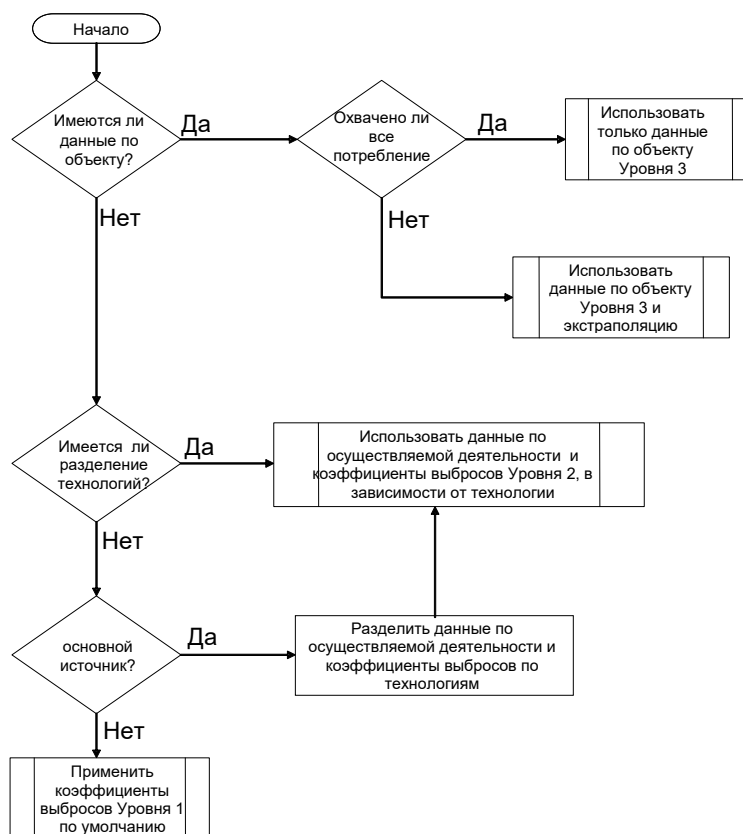 Начало
Имеются ли
данные по
объекту?
Да
Охвачено ли
все
потребление
Да
Использовать
только данные
по объекту
Уровня 3
Нет
Нет
Использовать
данные по объекту
Уровня 3 и
экстраполяцию
Имеется ли
разделение
технологий?
Да
Использовать данные по
осуществляемой деятельности и
коэффициенты выбросов Уровня 2, в
зависимости от технологии
Нет
основной
источник?
Да
Разделить данные по
осуществляемой деятельности и
коэффициенты выбросов по
технологиям
Нет
Применить
коэффициенты
выбросов Уровня 1
по умолчанию